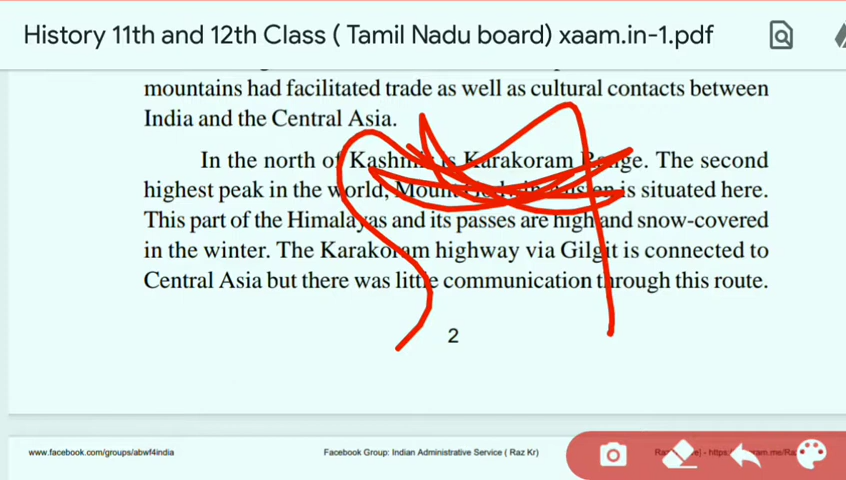 History 11th and 12th Class ( Tamil Nadu board) xaam.in-1.pdf
mountains had facilitated trade as well as cultural contacts between
India and the Central Asia.
In the north of Kashmir is Karakoram Range. The second
highest peak in the world, Mount is situated here.
This part of the Himalayas and its passes are high and snow-covered
in the winter. The Karakoram highway via Gilgit is connected to
Central Asia but there was little communication through this route.
2
www.facebook.com/groups/abwf4india
Facebook Group: Indian Administrative Service ( Raz Kr)